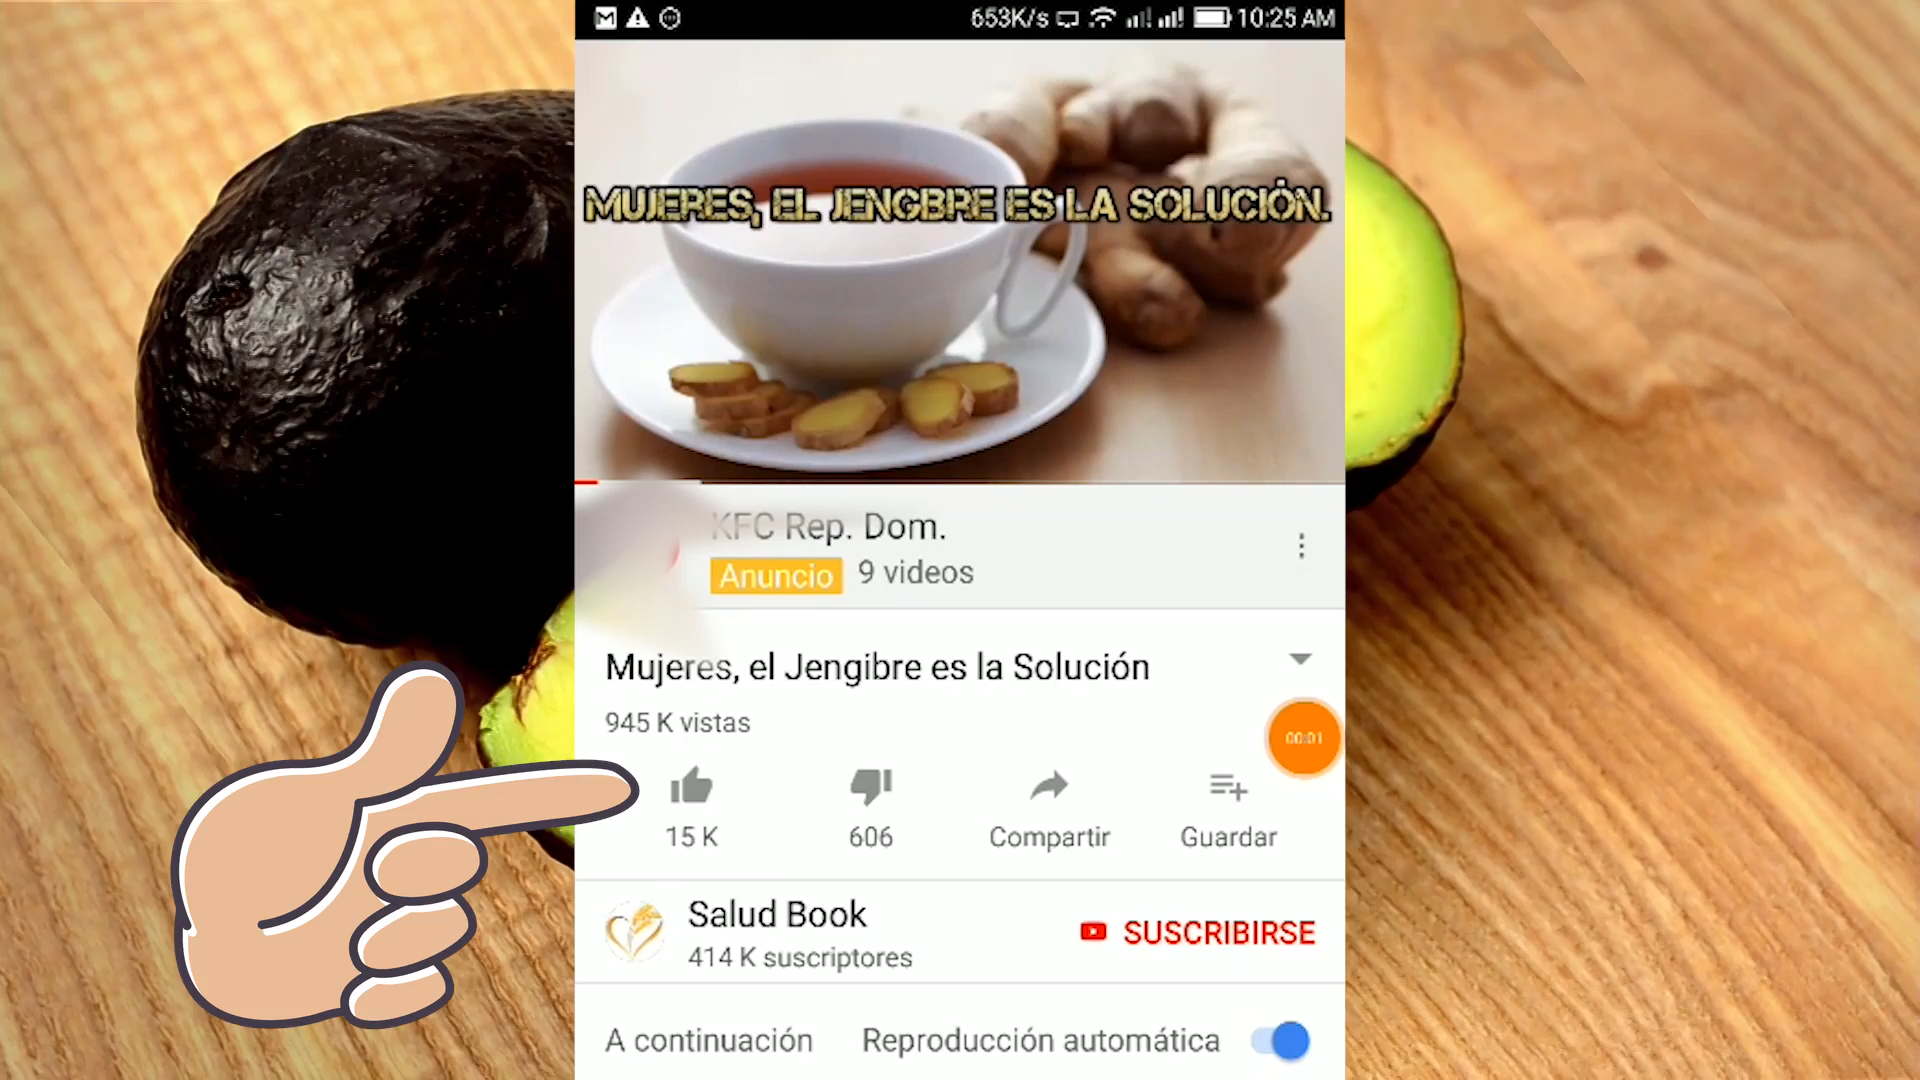 653K/s 10:25 AM
MUJERES, EL JENGBRE ES LA SOLUCIÓN.
KFC Rep. Dom.
Anuncio 9 videos
Mujeres, el Jengibre es la Solución
945 K vistas
00:01
15 K 606 Compartir Guardar
Salud Book
414 K suscriptores
SUSCRIBIRSE
A continuación Reproducción automática